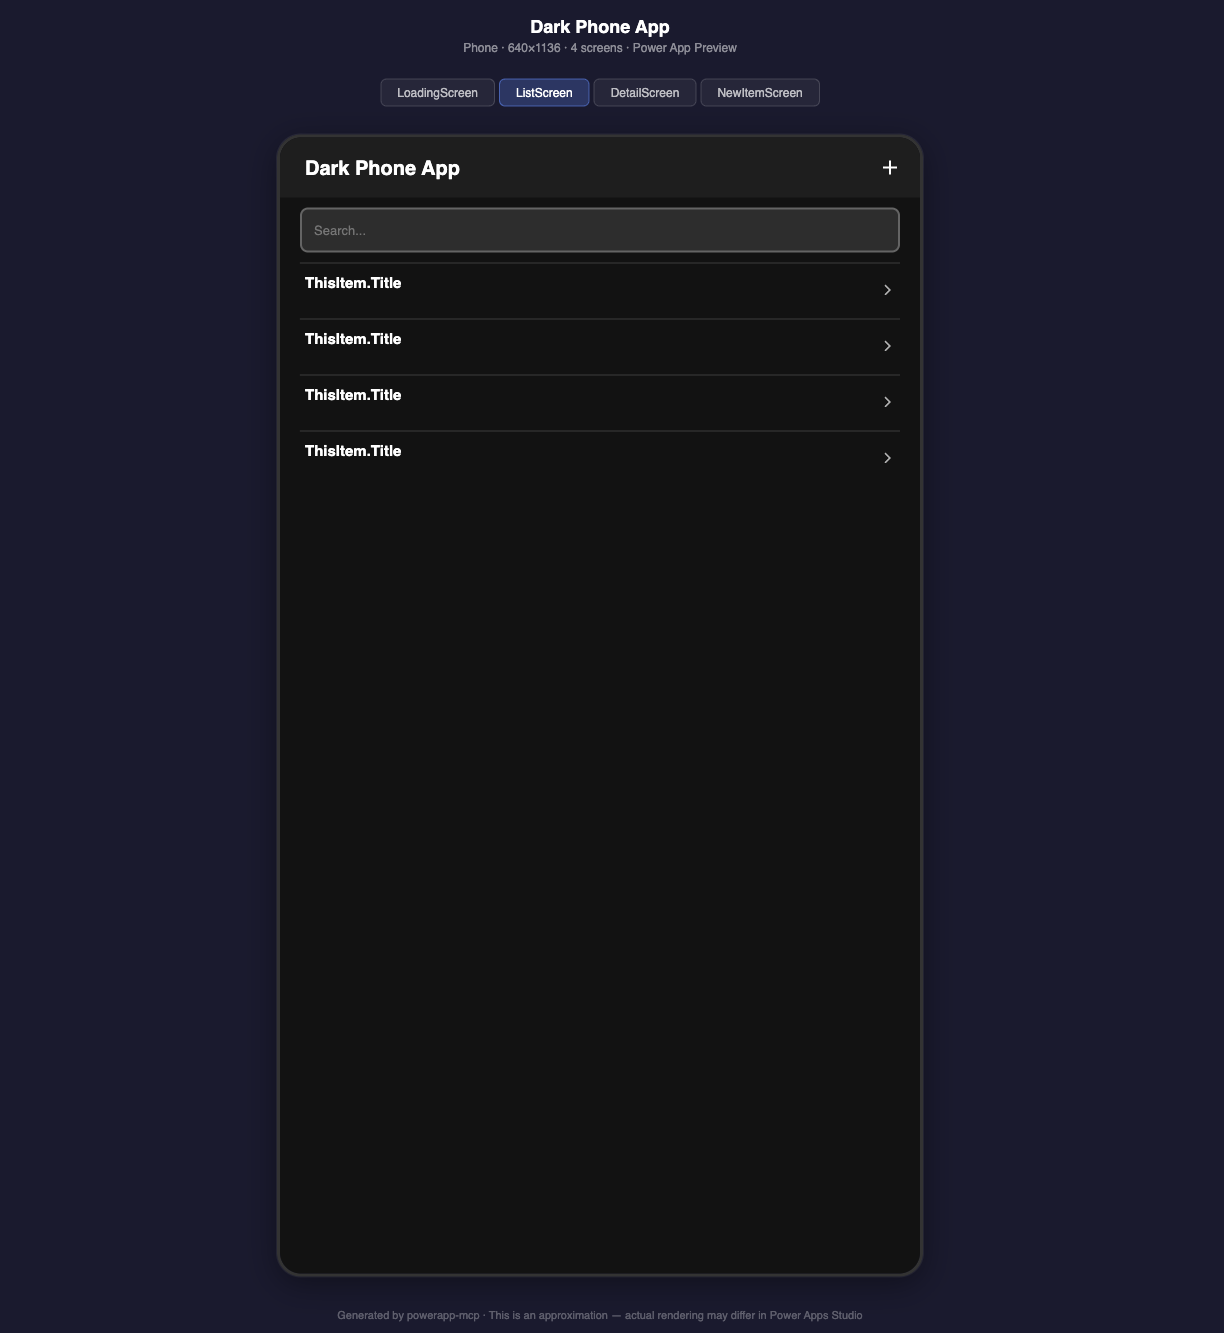 Dark Phone App
Phone · 640×1136 · 4 screens · Power App Preview
LoadingScreen ListScreen DetailScreen NewItemScreen
Dark Phone App +
Search...
ThisItem.Title
ThisItem.Title
ThisItem.Title
ThisItem.Title
Generated by powerapp-mcp · This is an approximation — actual rendering may differ in Power Apps Studio